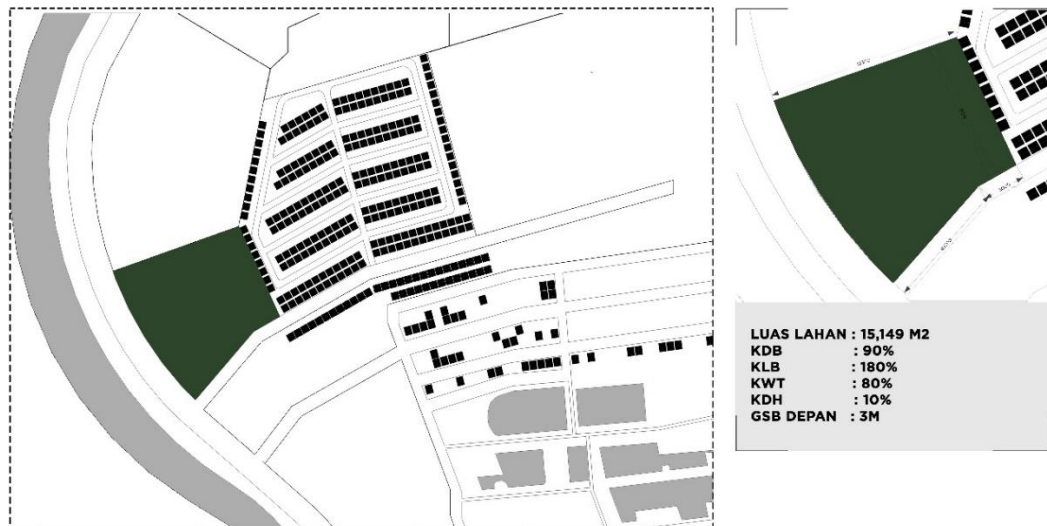 LUAS LAHAN : 15,149 M2
KDB : 90%
KLB : 180%
KWT : 80%
KDH : 10%
GSB DEPAN : 3M